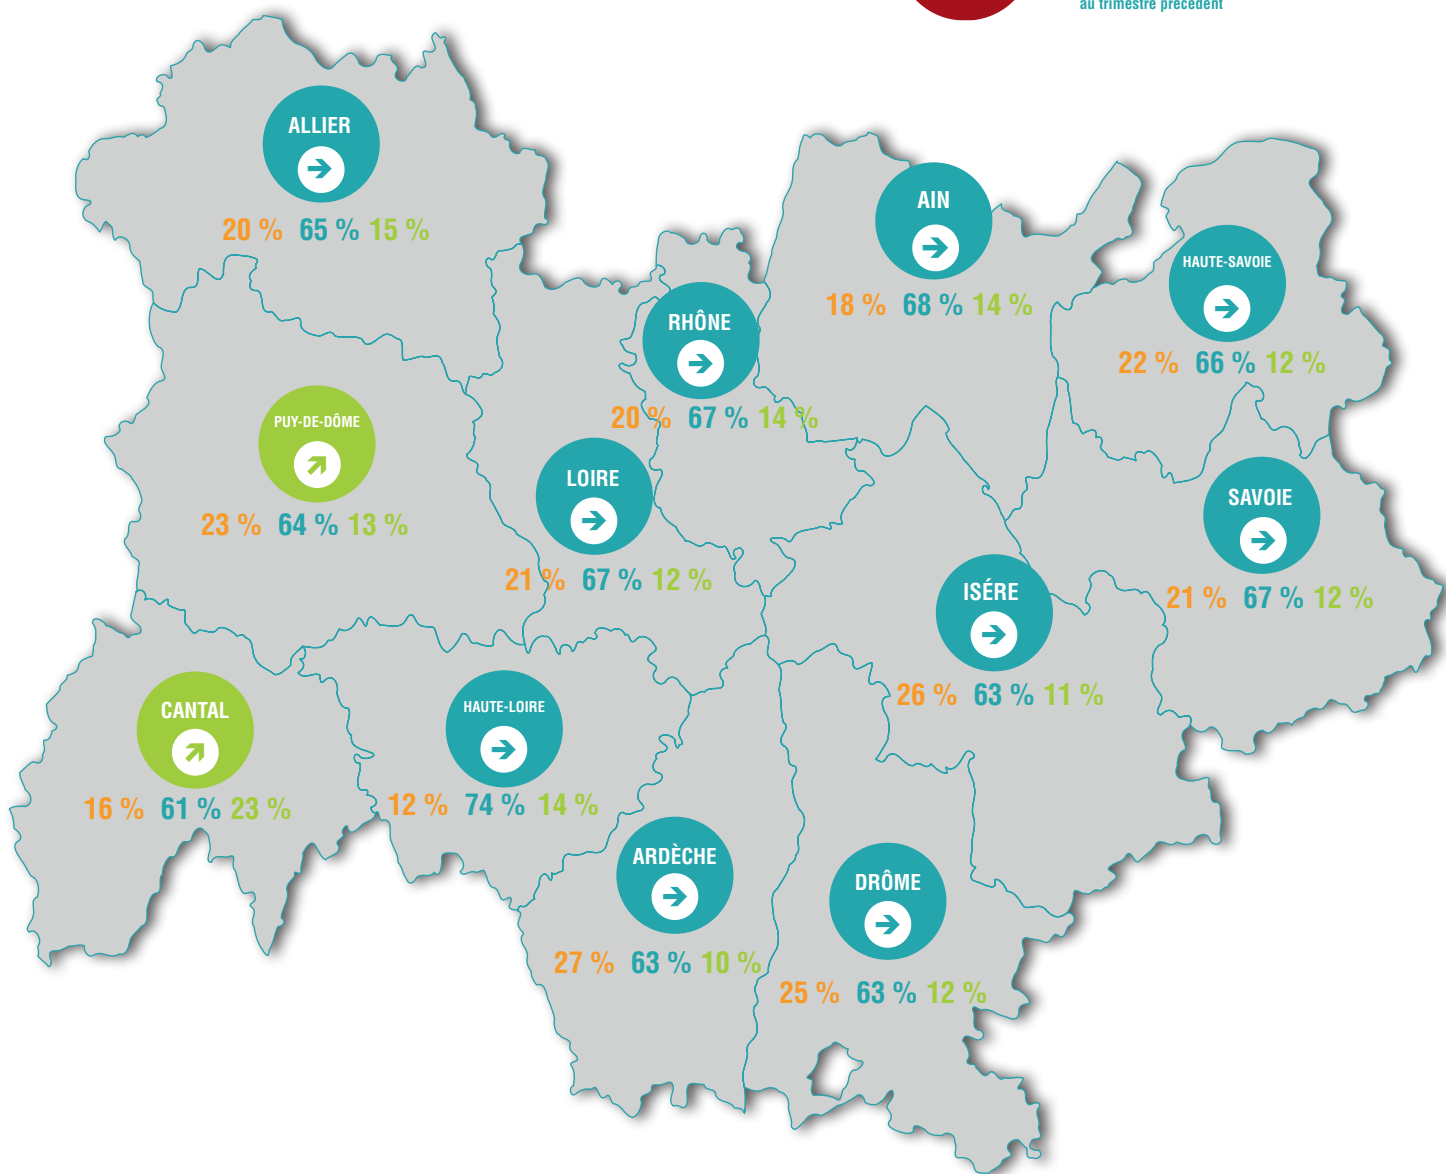 au trimestre précédent
ALLIER
20 % 65 % 15 %
AIN
18 % 68 % 14 %
HAUTE-SAVOIE
22 % 66 % 12 %
RHÔNE
20 % 67 % 14 %
PUY-DE-DÔME
23 % 64 % 13 %
LOIRE
21 % 67 % 12 %
SAVOIE
21 % 67 % 12 %
ISÉRE
26 % 63 % 11 %
CANTAL
16 % 61 % 23 %
HAUTE-LOIRE
12 % 74 % 14 %
ARDÈCHE
27 % 63 % 10 %
DRÔME
25 % 63 % 12 %